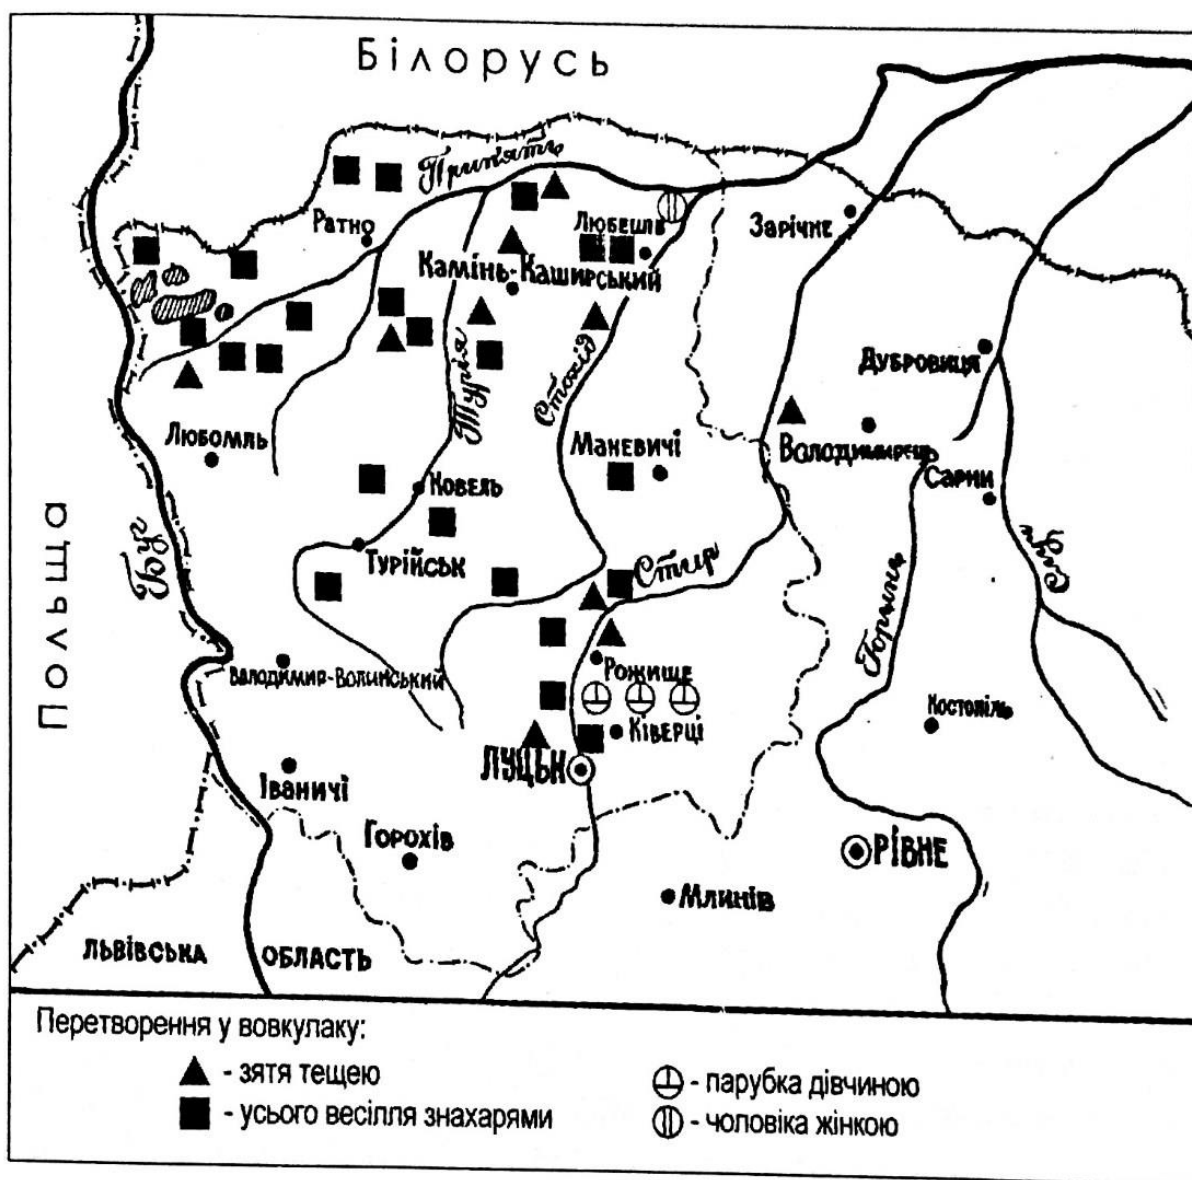 Білорусь
Прип'ять
Ратно
Любешів
Зарічне
Камінь-Каширський
Турія
Стохід
Дубровиця
Любомль
Маневичі
Володимирець
Сарни
Ковель
Польща
Буг
Турійськ
Стир
Горинь
Случ
Володимир-Волинський
Рожище
Ківерці
Костопіль
ЛУЦЬК
Іваничі
Горохів
РІВНЕ
Млинів
ЛЬВІВСЬКА ОБЛАСТЬ
Перетворення у вовкулаку:
- зятя тещею
- усього весілля знахарями
- парубка дівчиною
- чоловіка жінкою